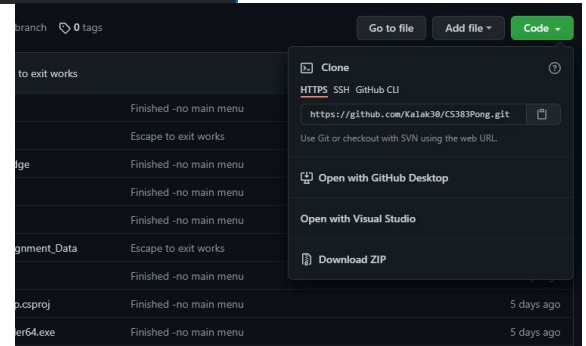 branch 0 tags
Go to file
Add file
Code
to exit works
Clone
HTTPS SSH GitHub CLI
https://github.com/Kalak30/CS383Pong.git
Use Git or checkout with SVN using the web URL.
Open with GitHub Desktop
Open with Visual Studio
Download ZIP
Finished -no main menu
Escape to exit works
dge Finished -no main menu
Finished -no main menu
Finished -no main menu
gnment_Data Escape to exit works
Finished -no main menu
p.csproj Finished -no main menu 5 days ago
er64.exe Finished -no main menu 5 days ago